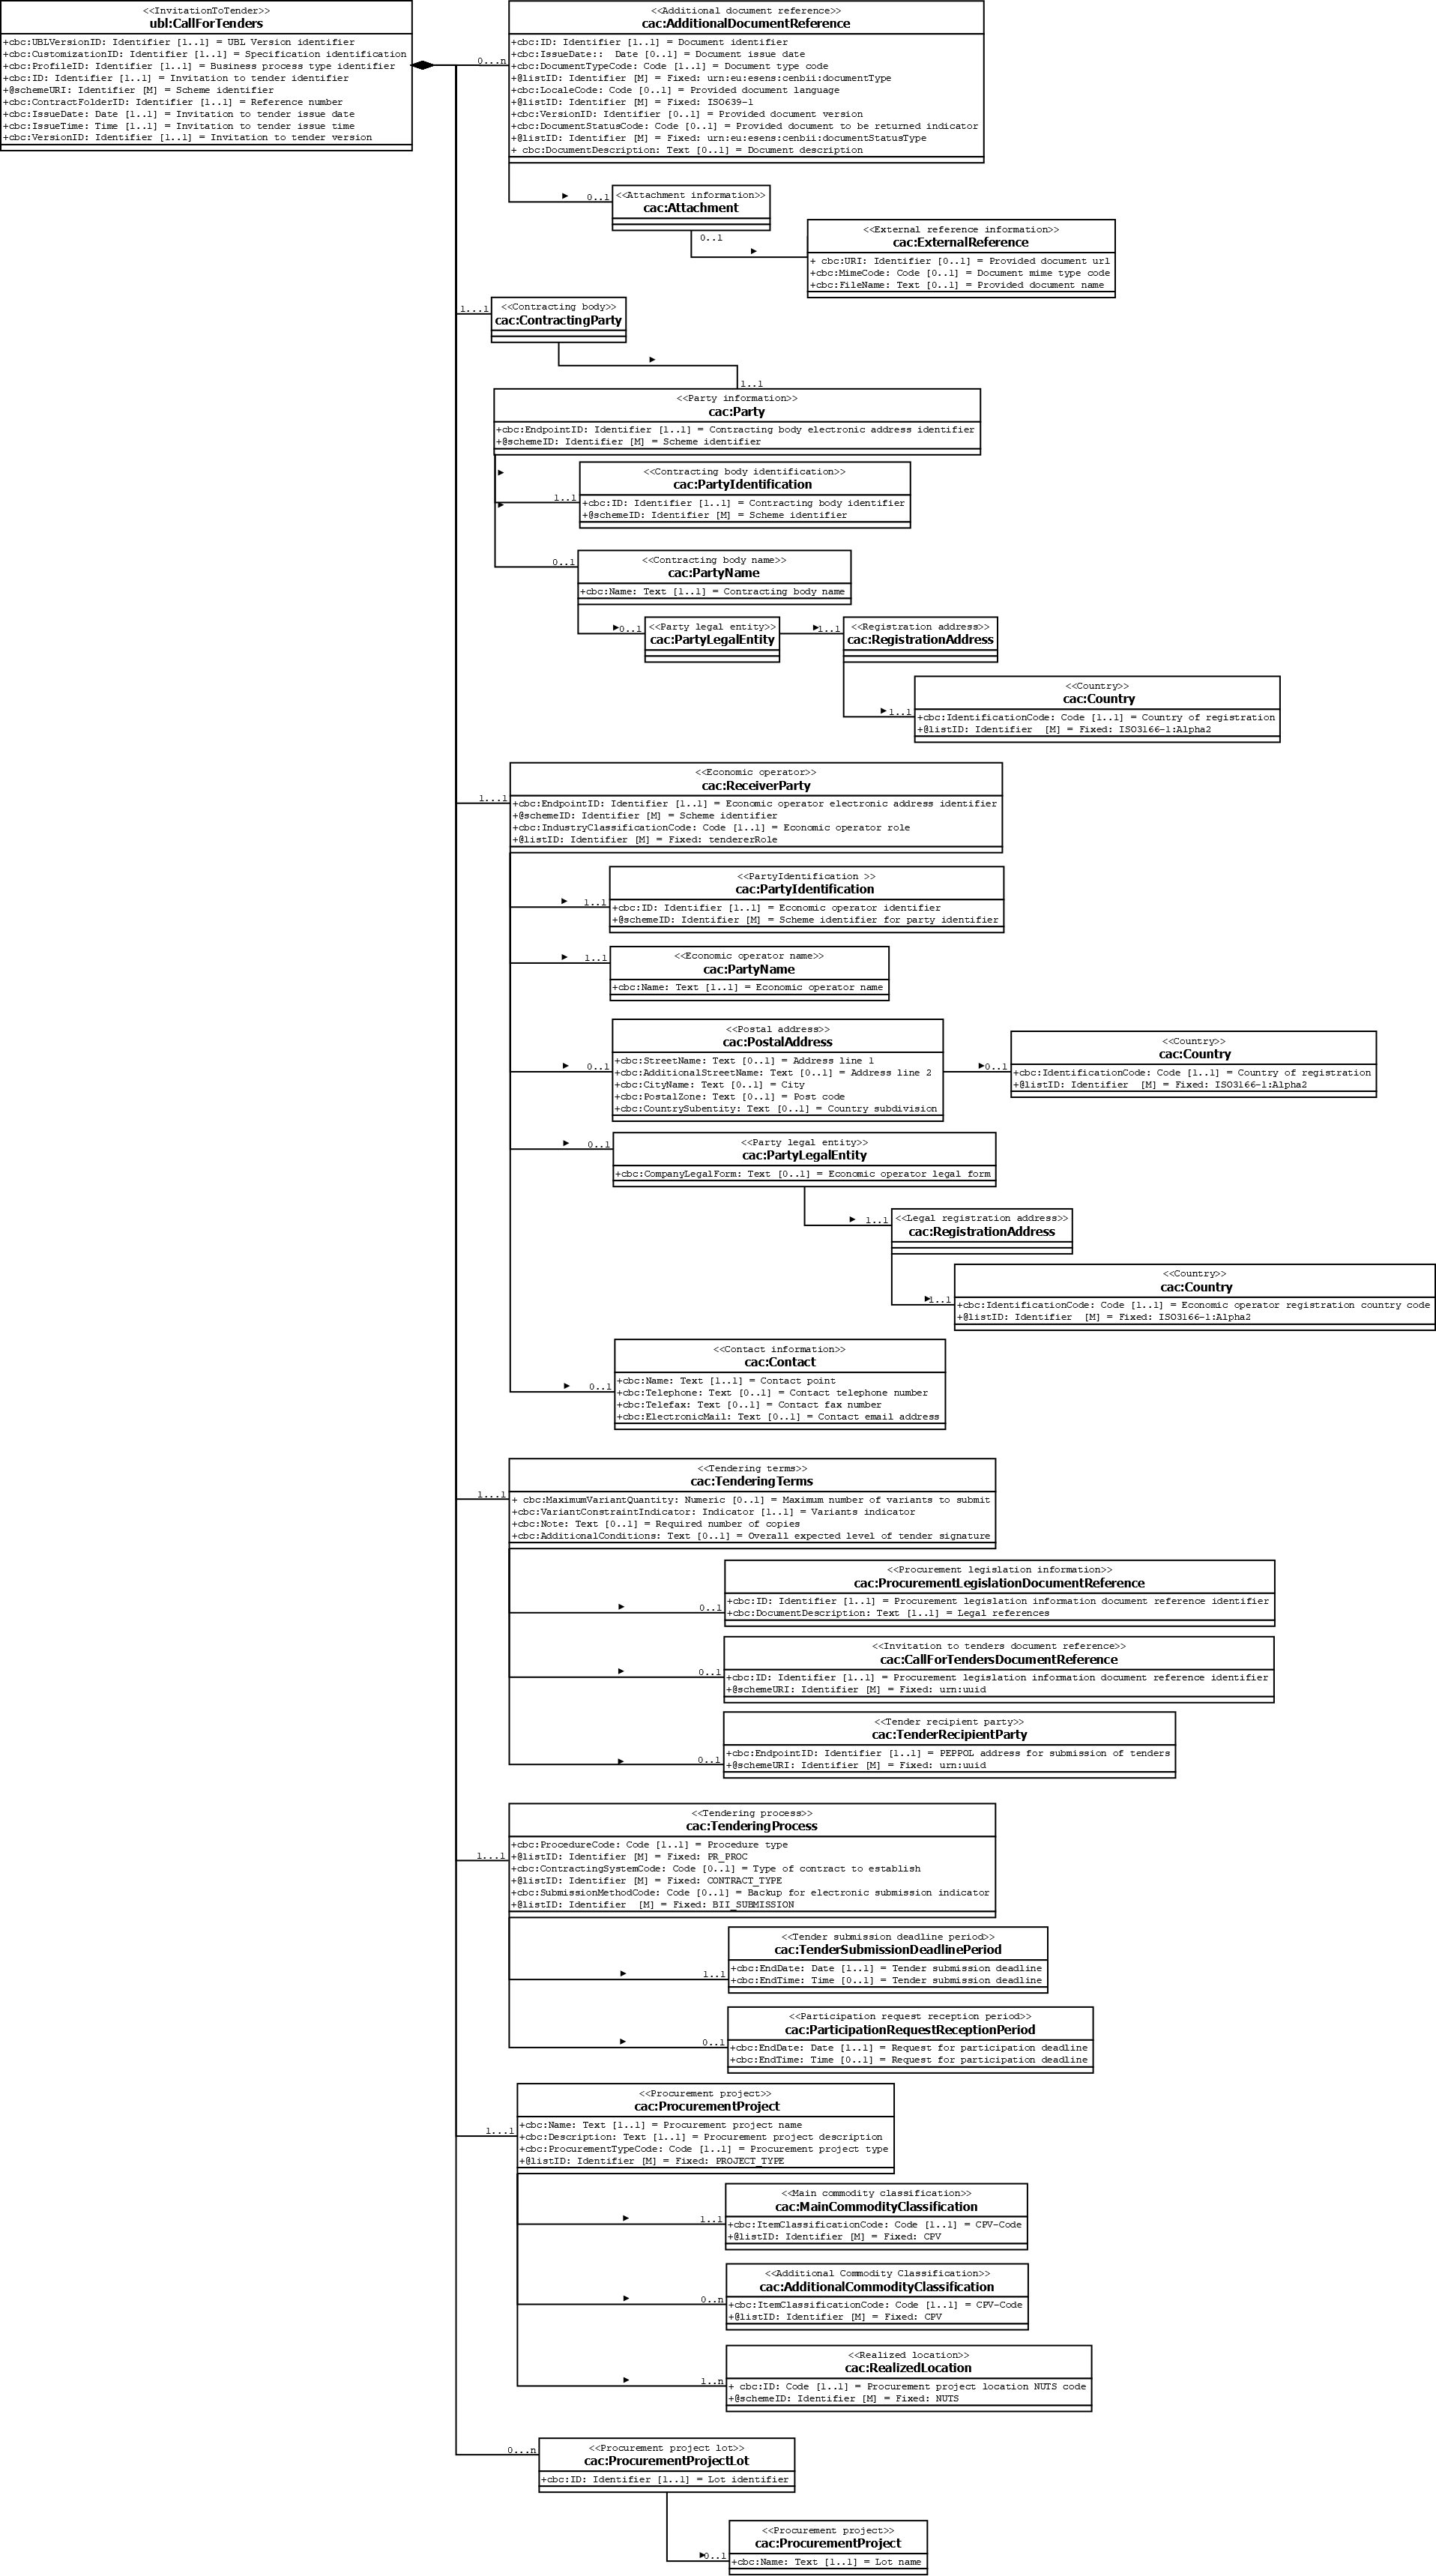 <<InvitationToTender>>
ubl:CallForTenders
+cbc:UBLVersionID: Identifier [1..1] = UBL Version identifier
+cbc:CustomizationID: Identifier [1..1] = Specification identification
+cbc:ProfileID: Identifier [1..1] = Business process type identifier
+cbc:ID: Identifier [1..1] = Invitation to tender identifier
+@schemeURI: Identifier [M] = Scheme identifier
+cbc:ContractFolderID: Identifier [1..1] = Reference number
+cbc:IssueDate: Date [1..1] = Invitation to tender issue date
+cbc:IssueTime: Time [1..1] = Invitation to tender issue time
+cbc:VersionID: Identifier [1..1] = Invitation to tender version
0...n
<<Additional document reference>>
cac:AdditionalDocumentReference
+cbc:ID: Identifier [1..1] = Document identifier
+cbc:IssueDate::  Date [0..1] = Document issue date
+cbc:DocumentTypeCode: Code [1..1] = Document type code
+@listID: Identifier [M] = Fixed: urn:eu:esens:cenbii:documentType
+cbc:LocaleCode: Code [0..1] = Provided document language
+@listID: Identifier [M] = Fixed: ISO639-1
+cbc:VersionID: Identifier [0..1] = Provided document version
+cbc:DocumentStatusCode: Code [0..1] = Provided document to be returned indicator
+@listID: Identifier [M] = Fixed: urn:eu:esens:cenbii:documentStatusType
+ cbc:DocumentDescription: Text [0..1] = Document description
0..1
<<Attachment information>>
cac:Attachment
0..1
<<External reference information>>
cac:ExternalReference
+ cbc:URI: Identifier [0..1] = Provided document url
+cbc:MimeCode: Code [0..1] = Document mime type code
+cbc:FileName: Text [0..1] = Provided document name
1...1
<<Contracting body>>
cac:ContractingParty
1..1
<<Party information>>
cac:Party
+cbc:EndpointID: Identifier [1..1] = Contracting body electronic address identifier
+@schemeID: Identifier [M] = Scheme identifier
1..1
<<Contracting body identification>>
cac:PartyIdentification
+cbc:ID: Identifier [1..1] = Contracting body identifier
+@schemeID: Identifier [M] = Scheme identifier
0..1
<<Contracting body name>>
cac:PartyName
+cbc:Name: Text [1..1] = Contracting body name
0..1
<<Party legal entity>>
cac:PartyLegalEntity
1..1
<<Registration address>>
cac:RegistrationAddress
1..1
<<Country>>
cac:Country
+cbc:IdentificationCode: Code [1..1] = Country of registration
+@listID: Identifier  [M] = Fixed: ISO3166-1:Alpha2
1...1
<<Economic operator>>
cac:ReceiverParty
+cbc:EndpointID: Identifier [1..1] = Economic operator electronic address identifier
+@schemeID: Identifier [M] = Scheme identifier
+cbc:IndustryClassificationCode: Code [1..1] = Economic operator role
+@listID: Identifier [M] = Fixed: tendererRole
1..1
<<PartyIdentification >>
cac:PartyIdentification
+cbc:ID: Identifier [1..1] = Economic operator identifier
+@schemeID: Identifier [M] = Scheme identifier for party identifier
1..1
<<Economic operator name>>
cac:PartyName
+cbc:Name: Text [1..1] = Economic operator name
0..1
<<Postal address>>
cac:PostalAddress
+cbc:StreetName: Text [0..1] = Address line 1
+cbc:AdditionalStreetName: Text [0..1] = Address line 2
+cbc:CityName: Text [0..1] = City
+cbc:PostalZone: Text [0..1] = Post code
+cbc:CountrySubentity: Text [0..1] = Country subdivision
0..1
<<Country>>
cac:Country
+cbc:IdentificationCode: Code [1..1] = Country of registration
+@listID: Identifier  [M] = Fixed: ISO3166-1:Alpha2
0..1
<<Party legal entity>>
cac:PartyLegalEntity
+cbc:CompanyLegalForm: Text [0..1] = Economic operator legal form
1..1
<<Legal registration address>>
cac:RegistrationAddress
1..1
<<Country>>
cac:Country
+cbc:IdentificationCode: Code [1..1] = Economic operator registration country code
+@listID: Identifier  [M] = Fixed: ISO3166-1:Alpha2
0..1
<<Contact information>>
cac:Contact
+cbc:Name: Text [1..1] = Contact point
+cbc:Telephone: Text [0..1] = Contact telephone number
+cbc:Telefax: Text [0..1] = Contact fax number
+cbc:ElectronicMail: Text [0..1] = Contact email address
1...1
<<Tendering terms>>
cac:TenderingTerms
+ cbc:MaximumVariantQuantity: Numeric [0..1] = Maximum number of variants to submit
+cbc:VariantConstraintIndicator: Indicator [1..1] = Variants indicator
+cbc:Note: Text [0..1] = Required number of copies
+cbc:AdditionalConditions: Text [0..1] = Overall expected level of tender signature
0..1
<<Procurement legislation information>>
cac:ProcurementLegislationDocumentReference
+cbc:ID: Identifier [1..1] = Procurement legislation information document reference identifier
+cbc:DocumentDescription: Text [1..1] = Legal references
0..1
<<Invitation to tenders document reference>>
cac:CallForTendersDocumentReference
+cbc:ID: Identifier [1..1] = Procurement legislation information document reference identifier
+@schemeURI: Identifier [M] = Fixed: urn:uuid
0..1
<<Tender recipient party>>
cac:TenderRecipientParty
+cbc:EndpointID: Identifier [1..1] = PEPPOL address for submission of tenders
+@schemeURI: Identifier [M] = Fixed: urn:uuid
1...1
<<Tendering process>>
cac:TenderingProcess
+cbc:ProcedureCode: Code [1..1] = Procedure type
+@listID: Identifier [M] = Fixed: PR_PROC
+cbc:ContractingSystemCode: Code [0..1] = Type of contract to establish
+@listID: Identifier [M] = Fixed: CONTRACT_TYPE
+cbc:SubmissionMethodCode: Code [0..1] = Backup for electronic submission indicator
+@listID: Identifier  [M] = Fixed: BII_SUBMISSION
1..1
<<Tender submission deadline period>>
cac:TenderSubmissionDeadlinePeriod
+cbc:EndDate: Date [1..1] = Tender submission deadline
+cbc:EndTime: Time [0..1] = Tender submission deadline
0..1
<<Participation request reception period>>
cac:ParticipationRequestReceptionPeriod
+cbc:EndDate: Date [1..1] = Request for participation deadline
+cbc:EndTime: Time [0..1] = Request for participation deadline
1...1
<<Procurement project>>
cac:ProcurementProject
+cbc:Name: Text [1..1] = Procurement project name
+cbc:Description: Text [1..1] = Procurement project description
+cbc:ProcurementTypeCode: Code [1..1] = Procurement project type
+@listID: Identifier [M] = Fixed: PROJECT_TYPE
1..1
<<Main commodity classification>>
cac:MainCommodityClassification
+cbc:ItemClassificationCode: Code [1..1] = CPV-Code
+@listID: Identifier [M] = Fixed: CPV
0..n
<<Additional Commodity Classification>>
cac:AdditionalCommodityClassification
+cbc:ItemClassificationCode: Code [1..1] = CPV-Code
+@listID: Identifier [M] = Fixed: CPV
1..n
<<Realized location>>
cac:RealizedLocation
+ cbc:ID: Code [1..1] = Procurement project location NUTS code
+@schemeID: Identifier [M] = Fixed: NUTS
0...n
<<Procurement project lot>>
cac:ProcurementProjectLot
+cbc:ID: Identifier [1..1] = Lot identifier
0..1
<<Procurement project>>
cac:ProcurementProject
+cbc:Name: Text [1..1] = Lot name